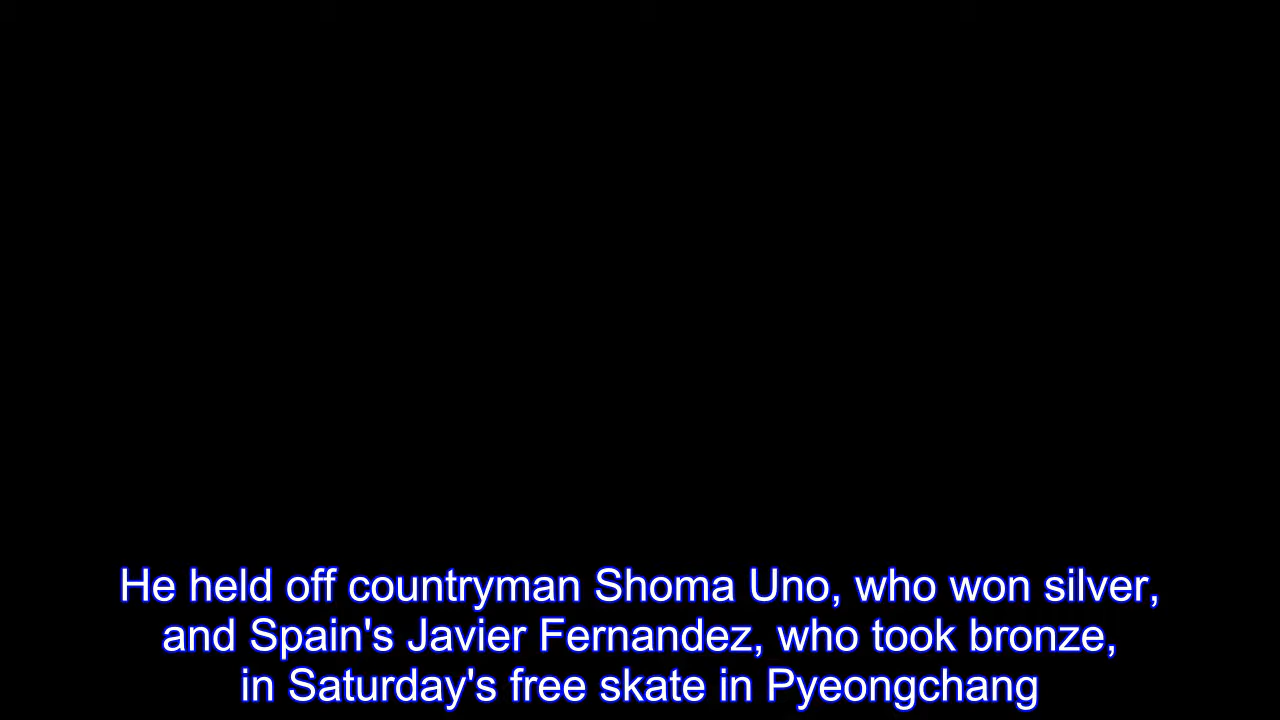 He held off countryman Shoma Uno, who won silver,
and Spain's Javier Fernandez, who took bronze,
in Saturday's free skate in Pyeongchang